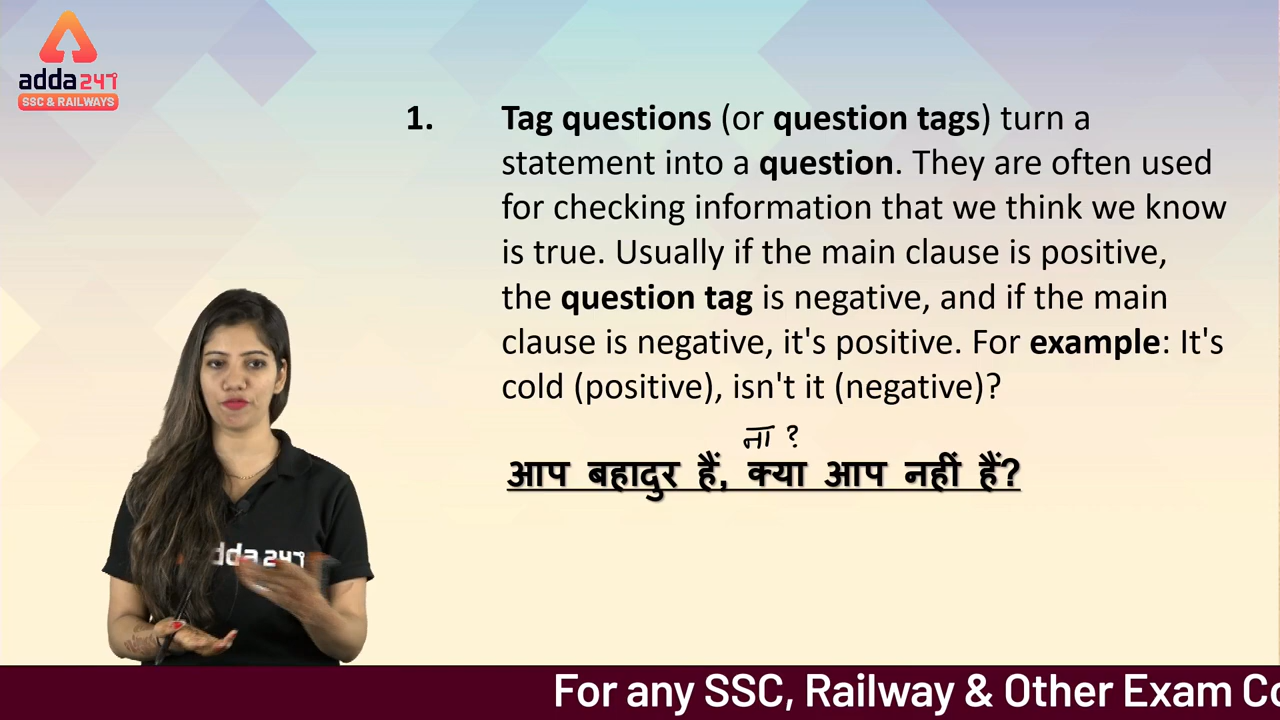 adda247
SSC & RAILWAYS
1. Tag questions (or question tags) turn a
statement into a question. They are often used
for checking information that we think we know
is true. Usually if the main clause is positive,
the question tag is negative, and if the main
clause is negative, it's positive. For example: It's
cold (positive), isn't it (negative)?
ना ?
आप बहादुर हैं, क्या आप नहीं हैं?
adda247
For any SSC, Railway & Other Exam Co